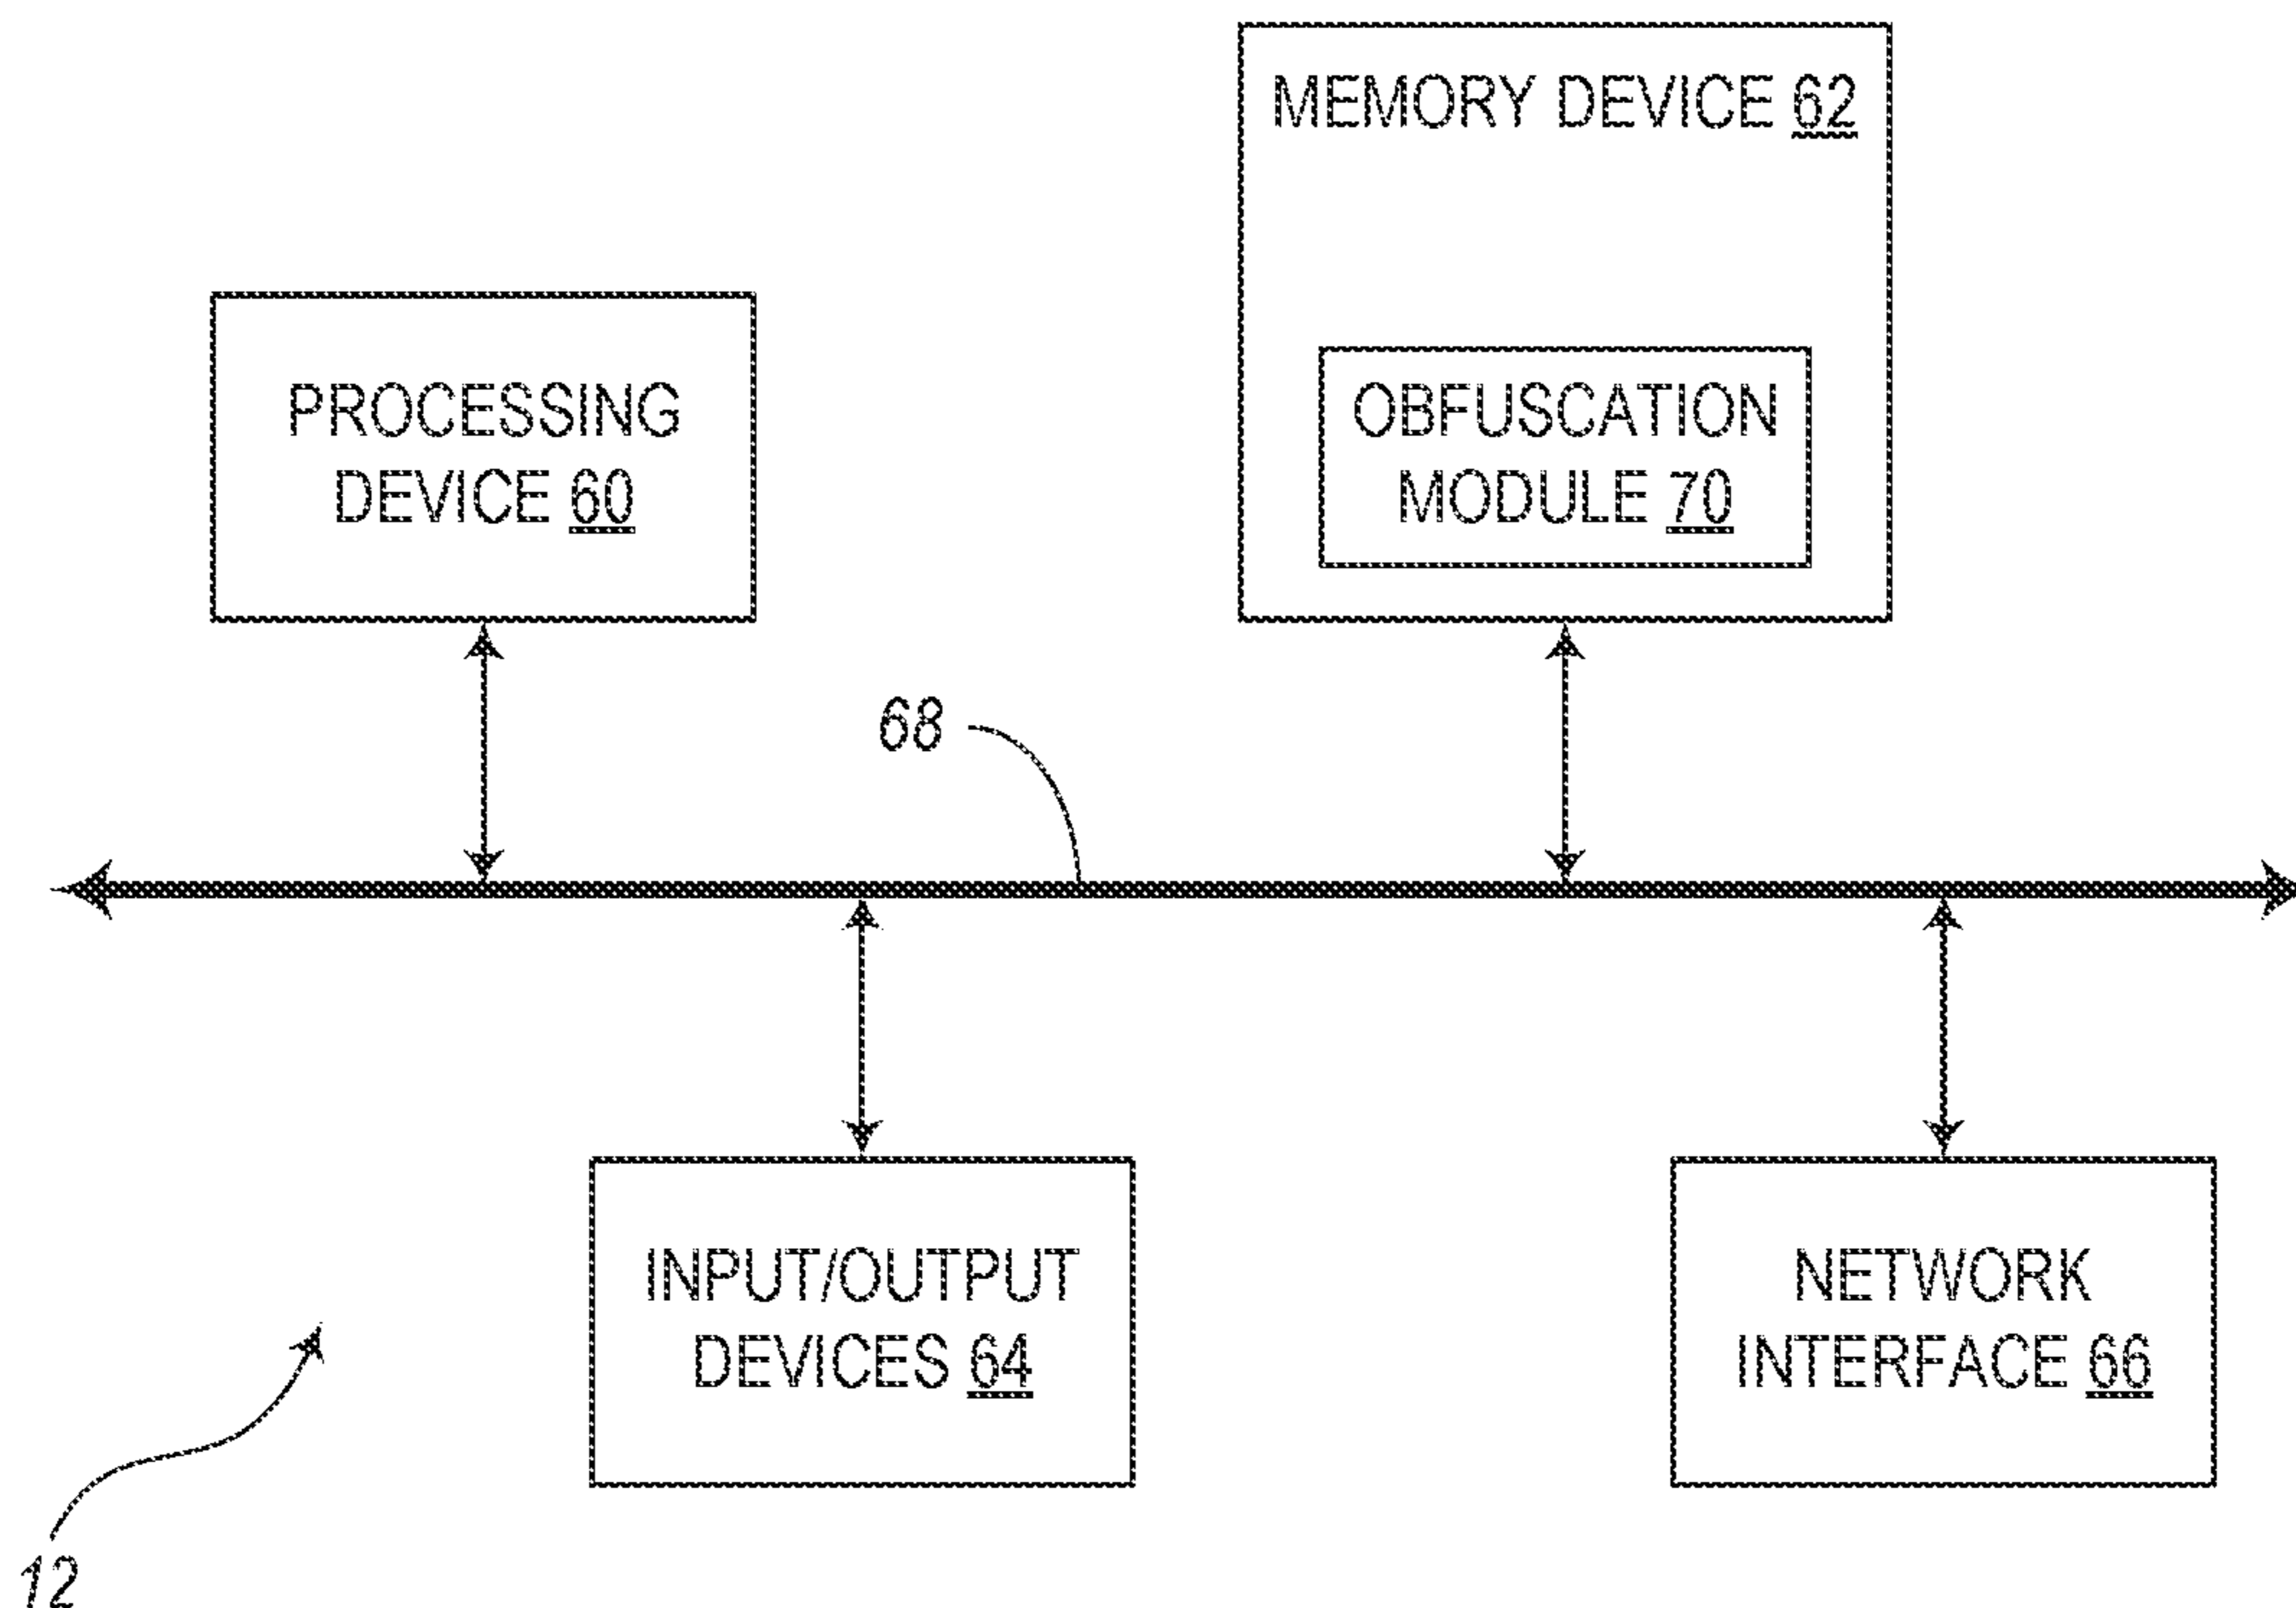 MEMORY DEVICE 62
PROCESSING
DEVICE 60
OBFUSCATION
MODULE 70
68
INPUT/OUTPUT
DEVICES 64
NETWORK
INTERFACE 66
12